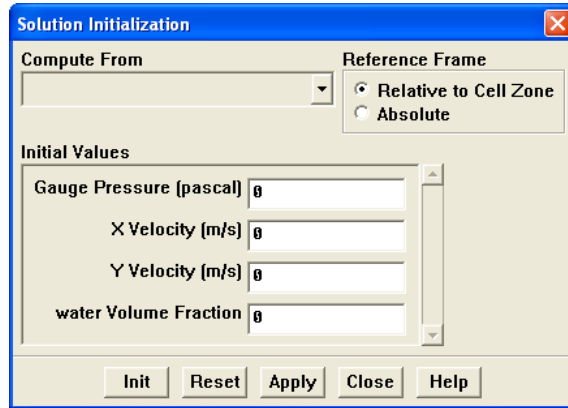 Solution Initialization
Compute From
Reference Frame
Relative to Cell Zone
Absolute
Initial Values
Gauge Pressure (pascal) 0
X Velocity (m/s) 0
Y Velocity (m/s) 0
water Volume Fraction 0
Init Reset Apply Close Help